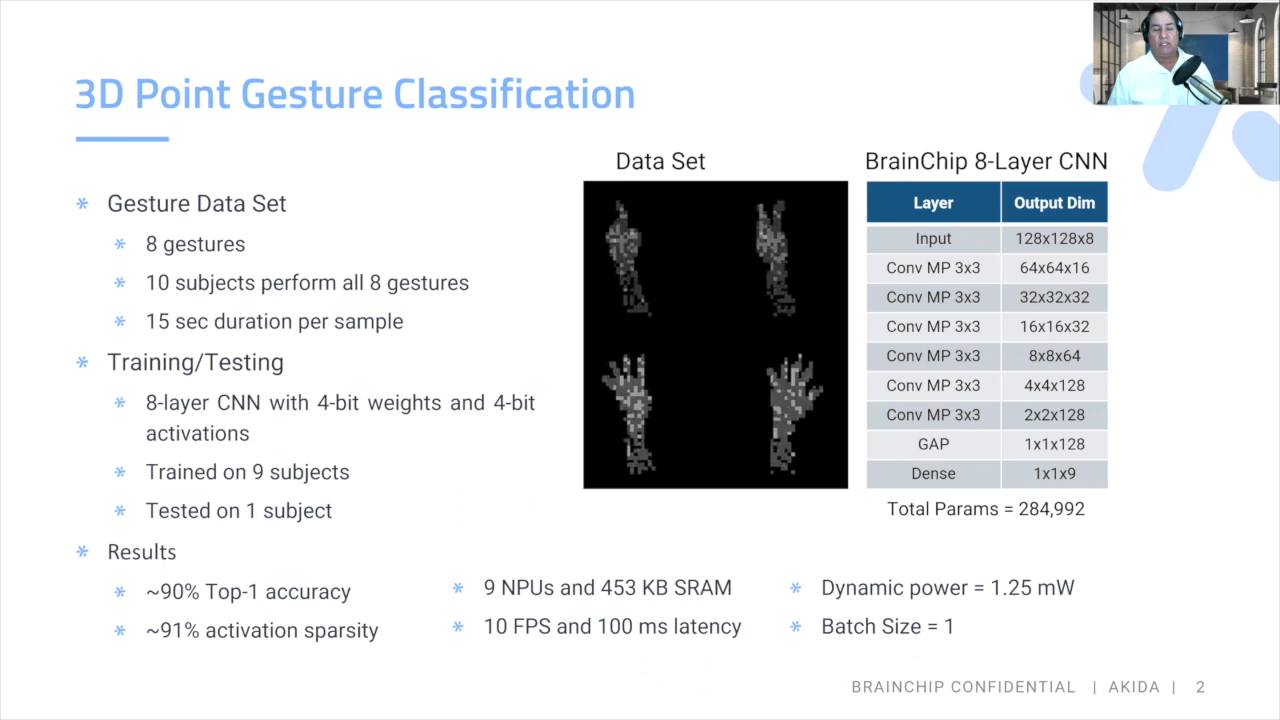 3D Point Gesture Classification
* Gesture Data Set
* 8 gestures
* 10 subjects perform all 8 gestures
* 15 sec duration per sample
* Training/Testing
* 8-layer CNN with 4-bit weights and 4-bit
activations
* Trained on 9 subjects
* Tested on 1 subject
* Results
* ~90% Top-1 accuracy
* ~91% activation sparsity
* 9 NPUs and 453 KB SRAM
* 10 FPS and 100 ms latency
* Dynamic power = 1.25 mW
* Batch Size = 1
Data Set
BrainChip 8-Layer CNN
Layer Output Dim
Input 128x128x8
Conv MP 3x3 64x64x16
Conv MP 3x3 32x32x32
Conv MP 3x3 16x16x32
Conv MP 3x3 8x8x64
Conv MP 3x3 4x4x128
Conv MP 3x3 2x2x128
GAP 1x1x128
Dense 1x1x9
Total Params = 284,992
BRAINCHIP CONFIDENTIAL | AKIDA | 2